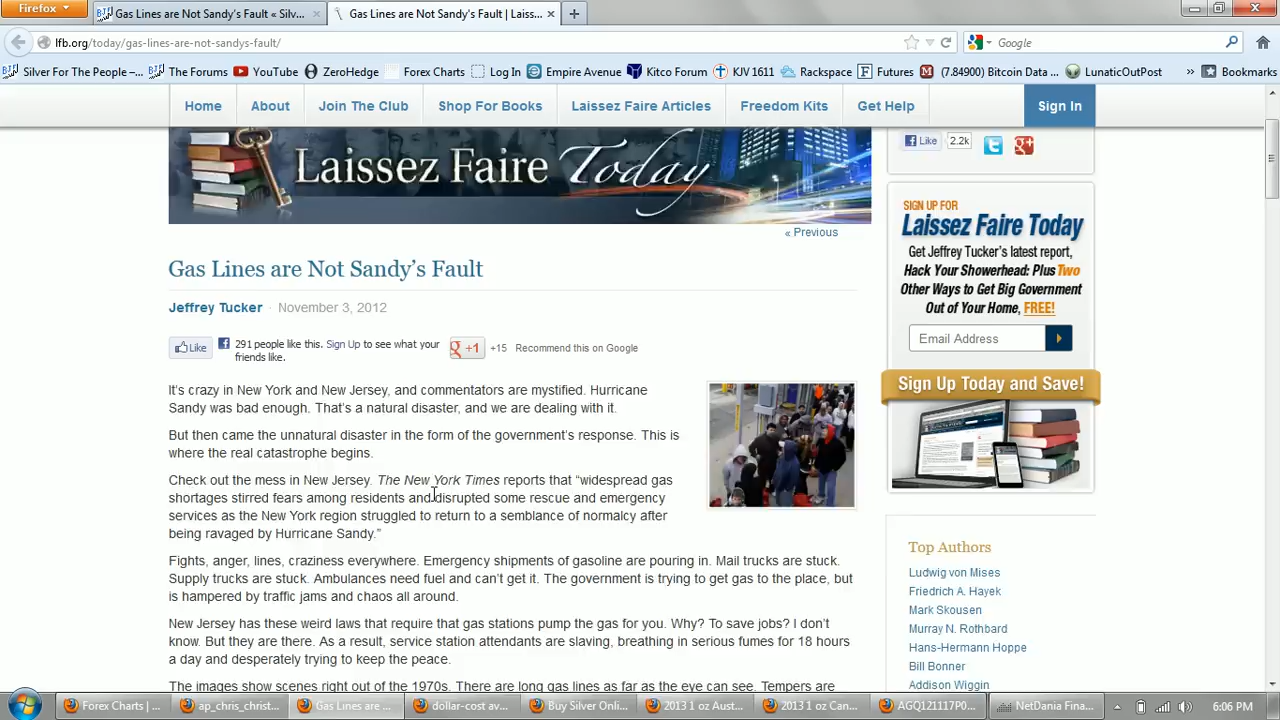 Firefox
Gas Lines are Not Sandy's Fault « Silv...
Gas Lines are Not Sandy's Fault | Laiss...
lfb.org/today/gas-lines-are-not-sandys-fault/
Google
Silver For The People –...
The Forums
YouTube
ZeroHedge
Forex Charts
Log In
Empire Avenue
Kitco Forum
KJV 1611
Rackspace
Futures
(7.84900) Bitcoin Data ...
LunaticOutPost
»
Bookmarks
Home
About
Join The Club
Shop For Books
Laissez Faire Articles
Freedom Kits
Get Help
Sign In
Laissez Faire Today
Like 2.2k
« Previous
SIGN UP FOR
Laissez Faire Today
Get Jeffrey Tucker's latest report,
Hack Your Showerhead: Plus Two
Other Ways to Get Big Government
Out of Your Home, FREE!
Email Address
Sign Up Today and Save!
Gas Lines are Not Sandy's Fault
Jeffrey Tucker · November 3, 2012
Like
291 people like this. Sign Up to see what your
friends like.
+1
+15 Recommend this on Google
It's crazy in New York and New Jersey, and commentators are mystified. Hurricane
Sandy was bad enough. That's a natural disaster, and we are dealing with it.
But then came the unnatural disaster in the form of the government's response. This is
where the real catastrophe begins.
Check out the mess in New Jersey. The New York Times reports that “widespread gas
shortages stirred fears among residents and disrupted some rescue and emergency
services as the New York region struggled to return to a semblance of normalcy after
being ravaged by Hurricane Sandy.”
Fights, anger, lines, craziness everywhere. Emergency shipments of gasoline are pouring in. Mail trucks are stuck.
Supply trucks are stuck. Ambulances need fuel and can't get it. The government is trying to get gas to the place, but
is hampered by traffic jams and chaos all around.
New Jersey has these weird laws that require that gas stations pump the gas for you. Why? To save jobs? I don't
know. But they are there. As a result, service station attendants are slaving, breathing in serious fumes for 18 hours
a day and desperately trying to keep the peace.
The images show scenes right out of the 1970s. There are long gas lines as far as the eye can see. Tempers are
Top Authors
Ludwig von Mises
Friedrich A. Hayek
Mark Skousen
Murray N. Rothbard
Hans-Hermann Hoppe
Bill Bonner
Addison Wiggin
Forex Charts | ...
ap_chris_christ...
Gas Lines are ...
dollar-cost av...
Buy Silver Onli...
2013 1 oz Aust...
2013 1 oz Can...
AGQ121117P0...
NetDania Fina...
6:06 PM